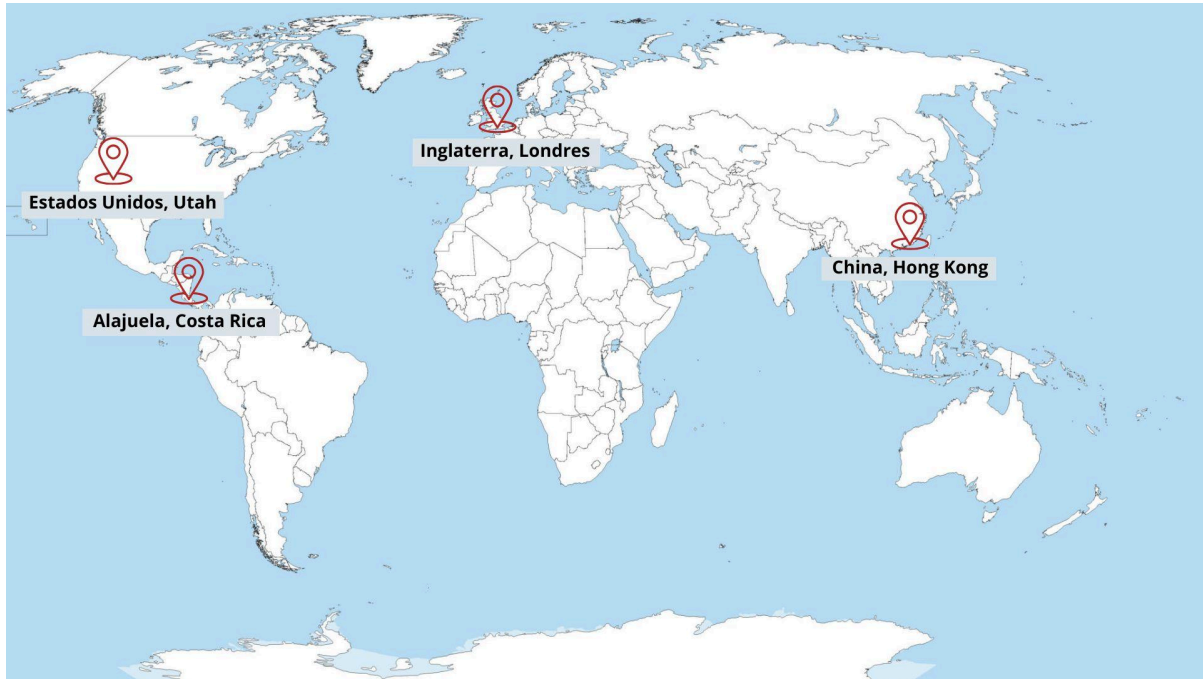 Inglaterra, Londres
Estados Unidos, Utah
China, Hong Kong
Alajuela, Costa Rica